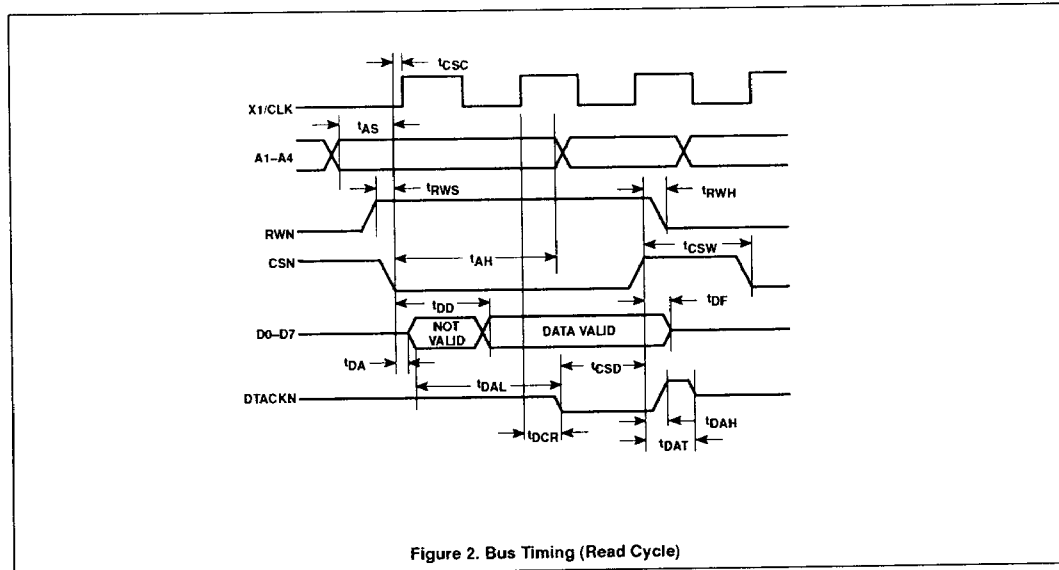 tCSC
X1/CLK
tAS
A1–A4
tRWS
tRWH
RWN
tCSW
tAH
CSN
tDD
tDF
D0–D7
NOT
VALID
DATA VALID
tDA
tCSD
tDAL
DTACKN
tDCR
tDAH
tDAT
Figure 2. Bus Timing (Read Cycle)